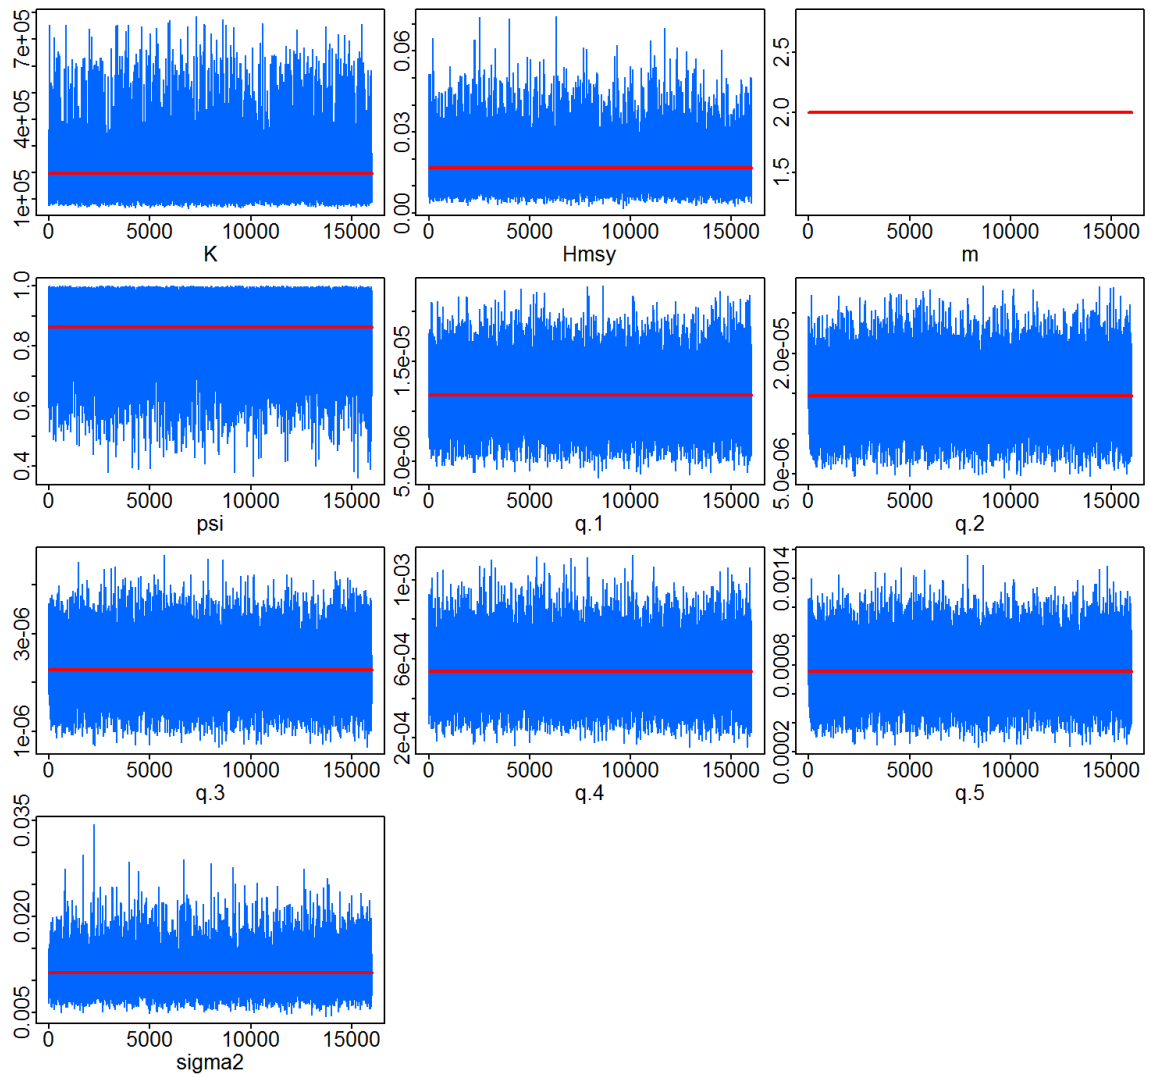 1e+05 4e+05 7e+05
0 5000 10000 15000
K
0.00 0.03 0.06
0 5000 10000 15000
Hmsy
1.5 2.0 2.5
0 5000 10000 15000
m
0.4 0.6 0.8 1.0
0 5000 10000 15000
psi
5.0e-06 1.5e-05
0 5000 10000 15000
q.1
5.0e-06 2.0e-05
0 5000 10000 15000
q.2
1e-06 3e-06
0 5000 10000 15000
q.3
2e-04 6e-04 1e-03
0 5000 10000 15000
q.4
0.0002 0.0008 0.0014
0 5000 10000 15000
q.5
0.005 0.020 0.035
0 5000 10000 15000
sigma2